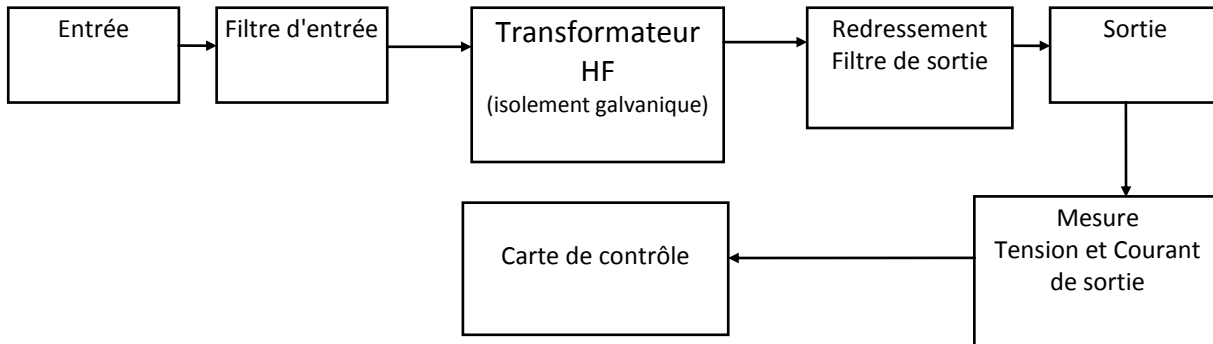 Entrée
Filtre d'entrée
Transformateur
HF
(isolement galvanique)
Redressement
Filtre de sortie
Sortie
Mesure
Tension et Courant
de sortie
Carte de contrôle